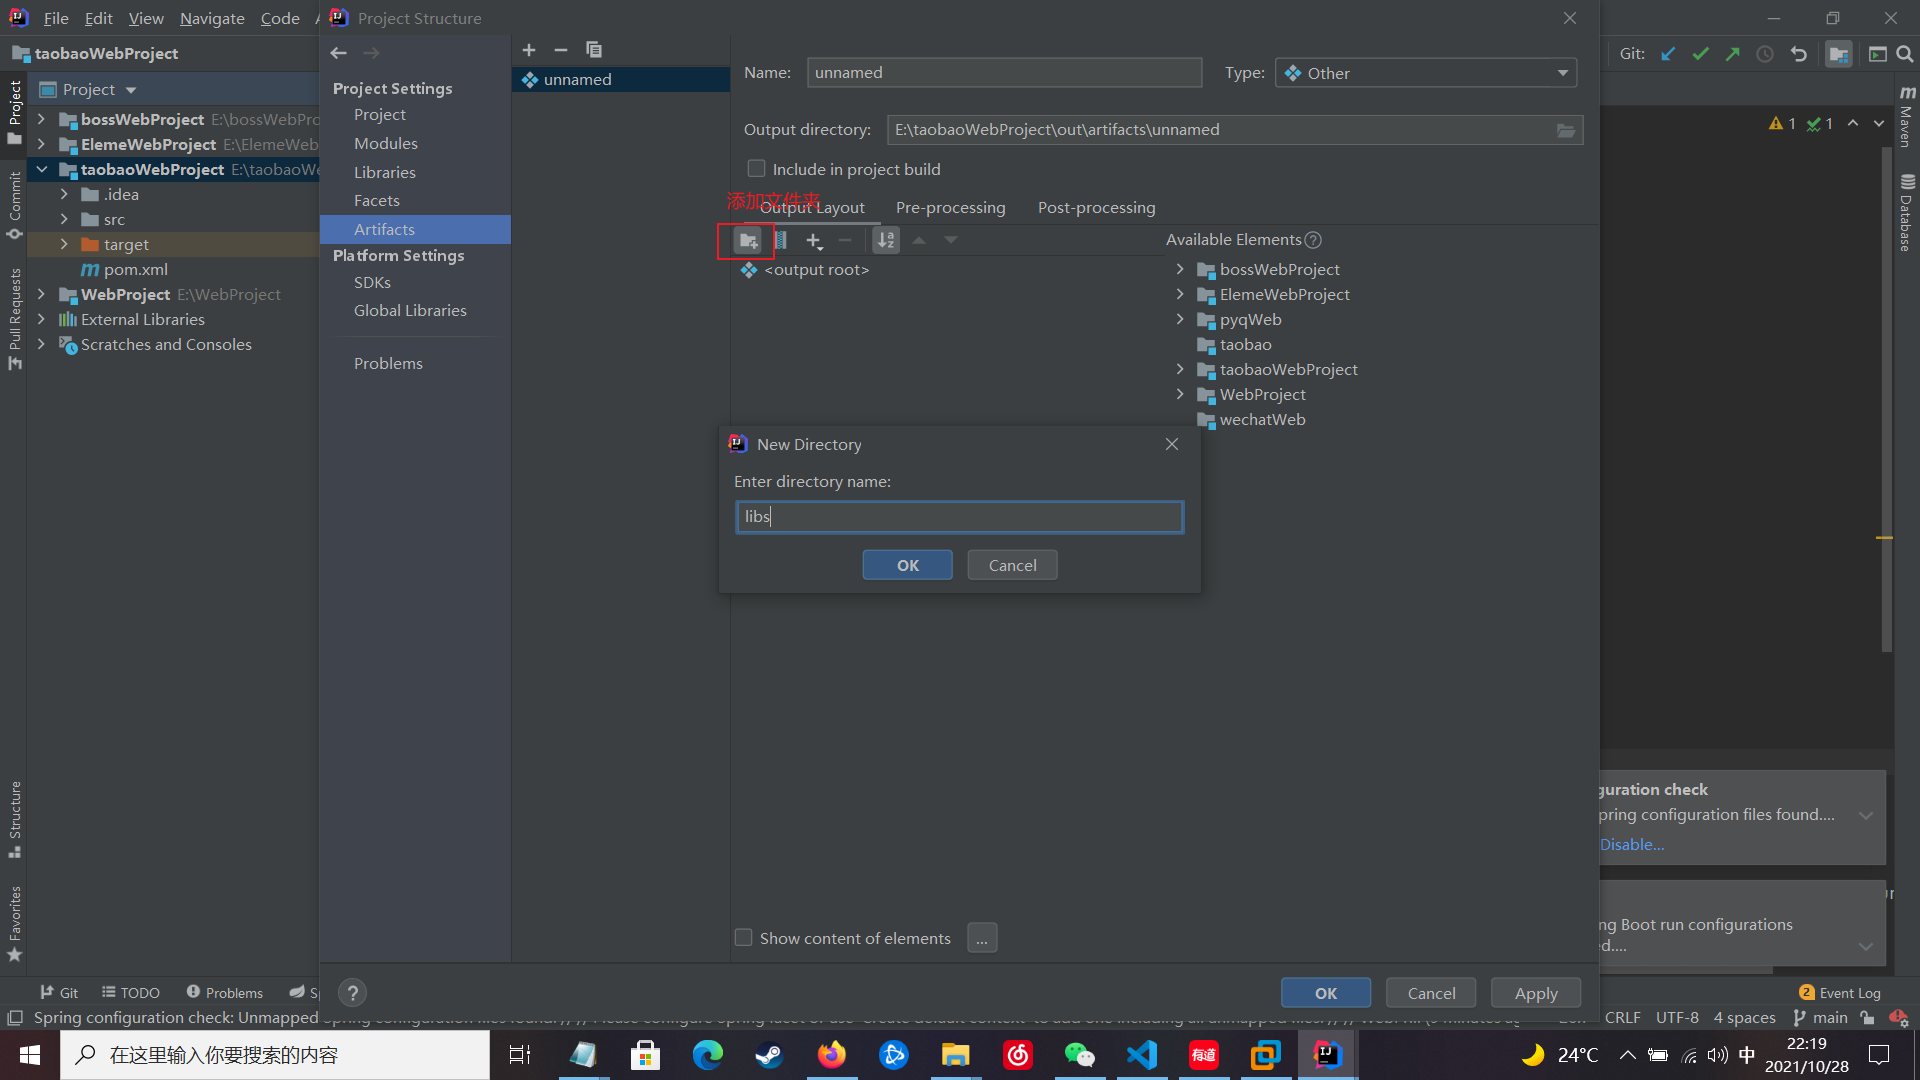 File Edit View Navigate Code
Project Structure
taobaoWebProject
Git:
Project
bossWebProject E:\bossWebPro
ElemeWebProject E:\ElemeWeb
taobaoWebProject E:\taobaoWe
.idea
src
target
pom.xml
WebProject E:\WebProject
External Libraries
Scratches and Consoles
Project
Commit
Pull Requests
Structure
Favorites
Project Settings
Project
Modules
Libraries
Facets
Artifacts
Platform Settings
SDKs
Global Libraries
Problems
unnamed
Name: unnamed
Type: Other
Output directory: E:\taobaoWebProject\out\artifacts\unnamed
Include in project build
添加文件夹
Output Layout Pre-processing Post-processing
<output root>
Available Elements
bossWebProject
ElemeWebProject
pyqWeb
taobao
taobaoWebProject
WebProject
wechatWeb
New Directory
Enter directory name:
libs
OK Cancel
Show content of elements ...
OK Cancel Apply
1 1
Maven
Database
guration check
pring configuration files found....
Disable...
ng Boot run configurations
ed....
Git TODO Problems
Event Log
Spring configuration check: Unmapped
CRLF UTF-8 4 spaces main
在这里输入你要搜索的内容
有道
24°C
中
22:19
2021/10/28